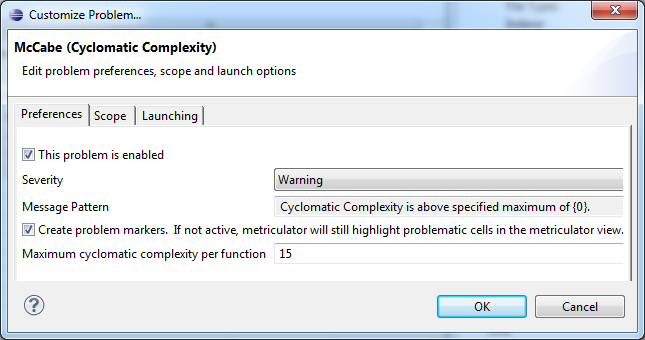 Customize Problem...
McCabe (Cyclomatic Complexity)
Edit problem preferences, scope and launch options
Preferences Scope Launching
This problem is enabled
Severity Warning
Message Pattern Cyclomatic Complexity is above specified maximum of {0}.
Create problem markers. If not active, metriculator will still highlight problematic cells in the metriculator view.
Maximum cyclomatic complexity per function 15
? OK Cancel